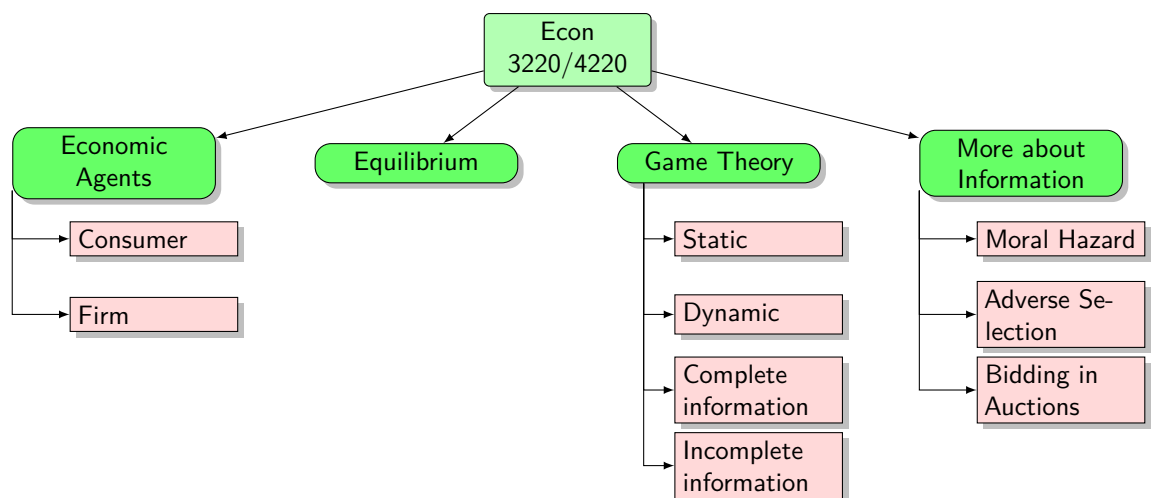 Econ
3220/4220
Economic
Agents
Equilibrium
Game Theory
More about
Information
Consumer
Firm
Static
Dynamic
Complete
information
Incomplete
information
Moral Hazard
Adverse Se-
lection
Bidding in
Auctions